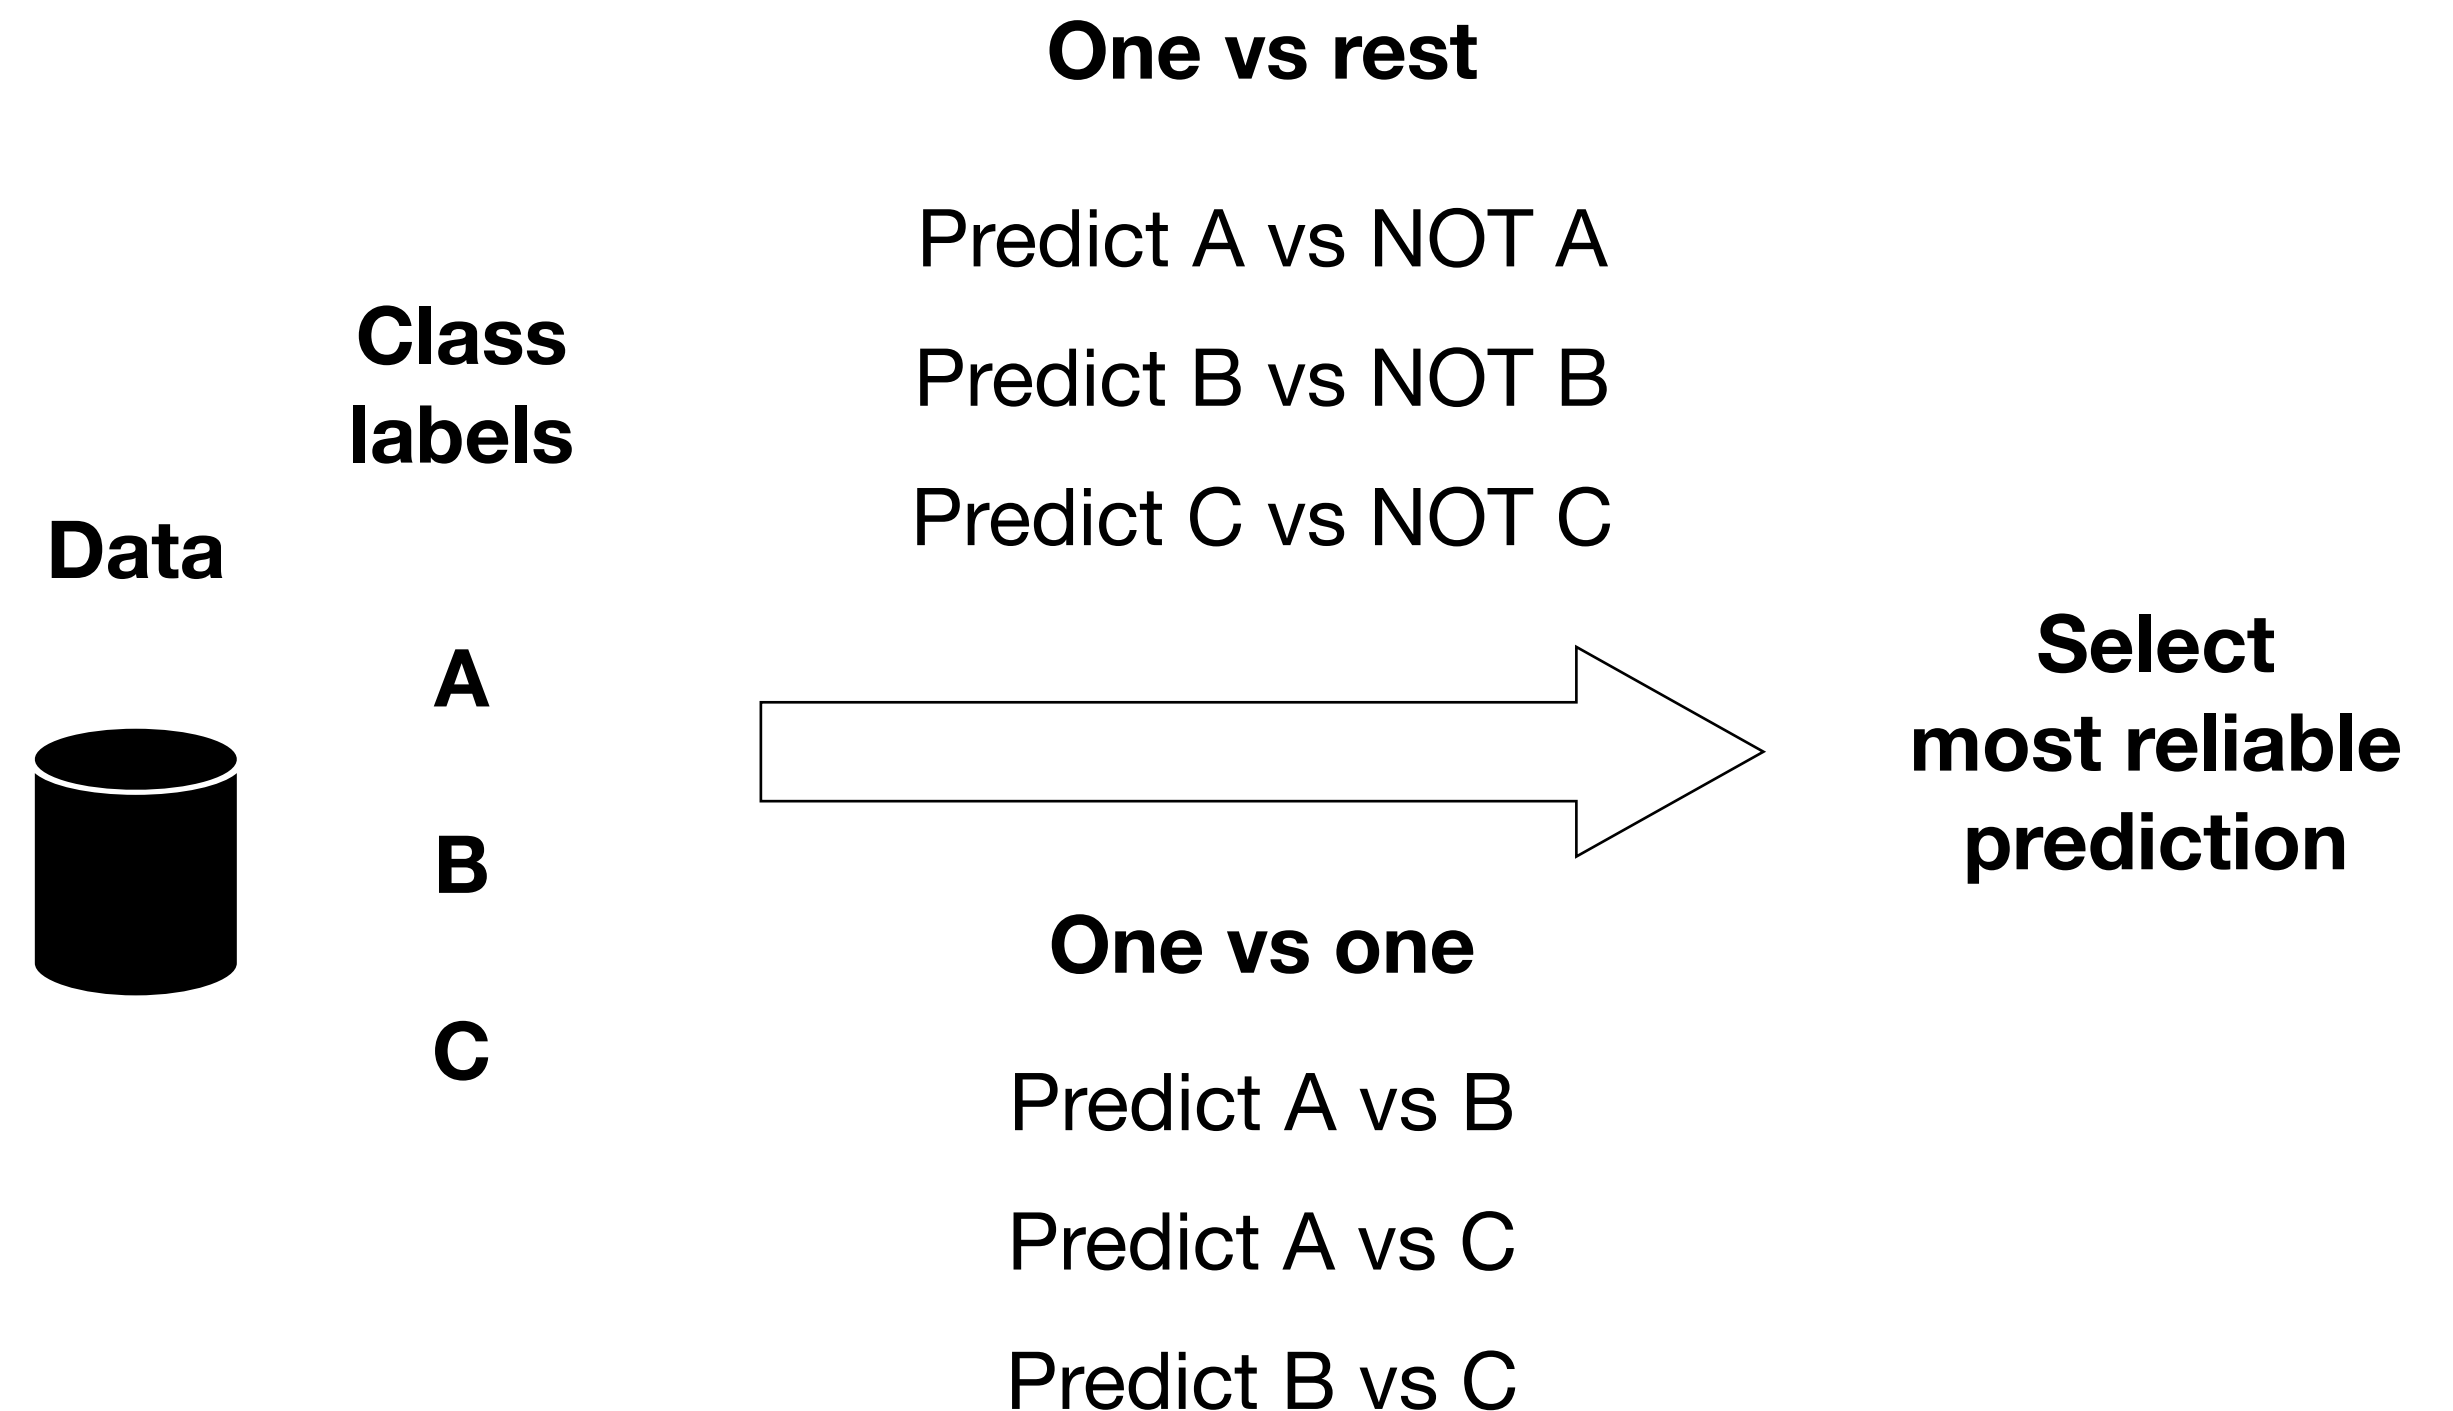 One vs rest
Predict A vs NOT A
Predict B vs NOT B
Predict C vs NOT C
Class
labels
Data
A
B
C
Select
most reliable
prediction
One vs one
Predict A vs B
Predict A vs C
Predict B vs C